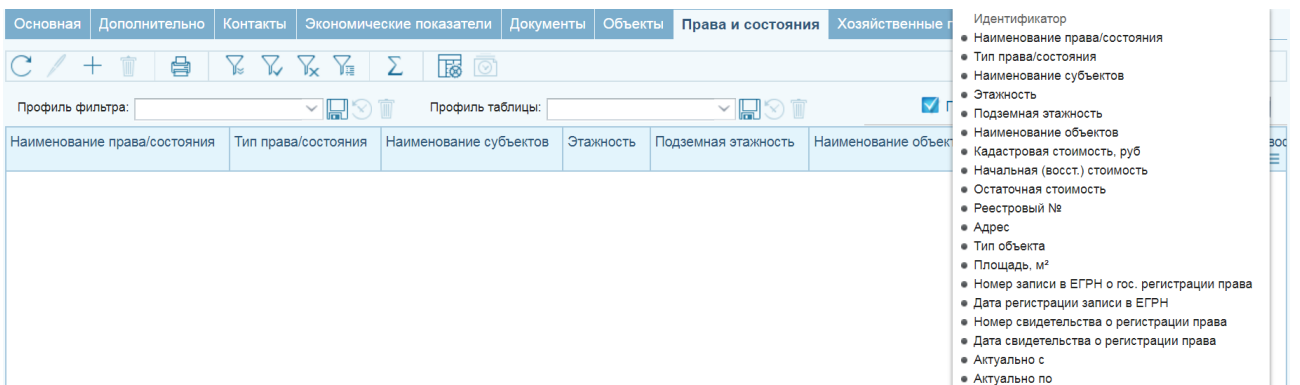 Основная Дополнительно Контакты Экономические показатели Документы Объекты Права и состояния Хозяйственные
Профиль фильтра: Профиль таблицы:
Наименование права/состояния Тип права/состояния Наименование субъектов Этажность Подземная этажность Наименование
Идентификатор
Наименование права/состояния
Тип права/состояния
Наименование субъектов
Этажность
Подземная этажность
Наименование объектов
Кадастровая стоимость, руб
Начальная (восст.) стоимость
Остаточная стоимость
Реестровый №
Адрес
Тип объекта
Площадь, м²
Номер записи в ЕГРН о гос. регистрации права
Дата регистрации записи в ЕГРН
Номер свидетельства о регистрации права
Дата свидетельства о регистрации права
Актуально с
Актуально по